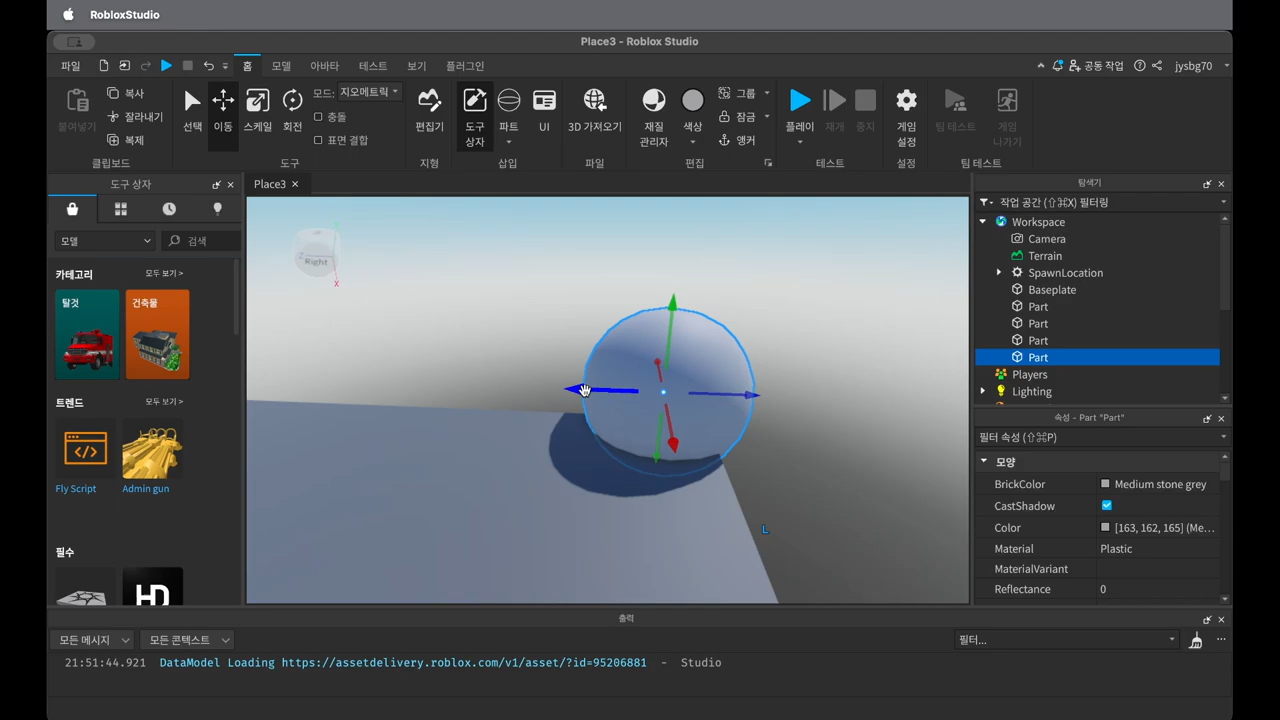 RobloxStudio
Place3 - Roblox Studio
파일
홈
모델
아바타
테스트
보기
플러그인
공동 작업
jysbg70
붙여넣기
복사
잘라내기
복제
클립보드
선택
이동
스케일
회전
모드:
지오메트릭
충돌
표면 결합
도구
편집기
지형
도구
상자
파트
UI
삽입
3D 가져오기
파일
재질
관리자
색상
그룹
잠금
앵커
편집
플레이
재개
중지
테스트
게임
설정
설정
팀 테스트
게임
나가기
팀 테스트
도구 상자
모델
검색
카테고리
모두 보기 >
탈것
건축물
트렌드
모두 보기 >
Fly Script
Admin gun
필수
모두 보기 >
HD
Place3
Right
Z
X
L
탐색기
작업 공간 (⇧⌘X) 필터링
Workspace
Camera
Terrain
SpawnLocation
Baseplate
Part
Part
Part
Part
Players
Lighting
속성 - Part "Part"
필터 속성 (⇧⌘P)
모양
BrickColor
Medium stone grey
CastShadow
Color
[163, 162, 165] (Me...
Material
Plastic
MaterialVariant
Reflectance
0
출력
모든 메시지
모든 콘텍스트
필터...
21:51:44.921 DataModel Loading https://assetdelivery.roblox.com/v1/asset/?id=95206881 - Studio